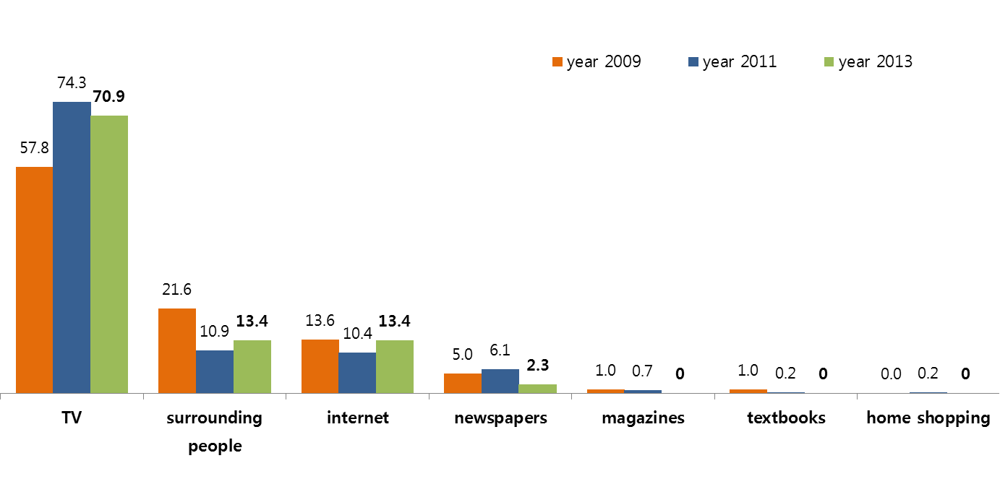 year 2009 year 2011 year 2013
74.3
70.9
57.8
21.6
10.9
13.4
13.6
10.4
13.4
5.0
6.1
2.3
1.0
0.7
0
1.0
0.2
0
0.0
0.2
0
TV
surrounding
people
internet
newspapers
magazines
textbooks
home shopping